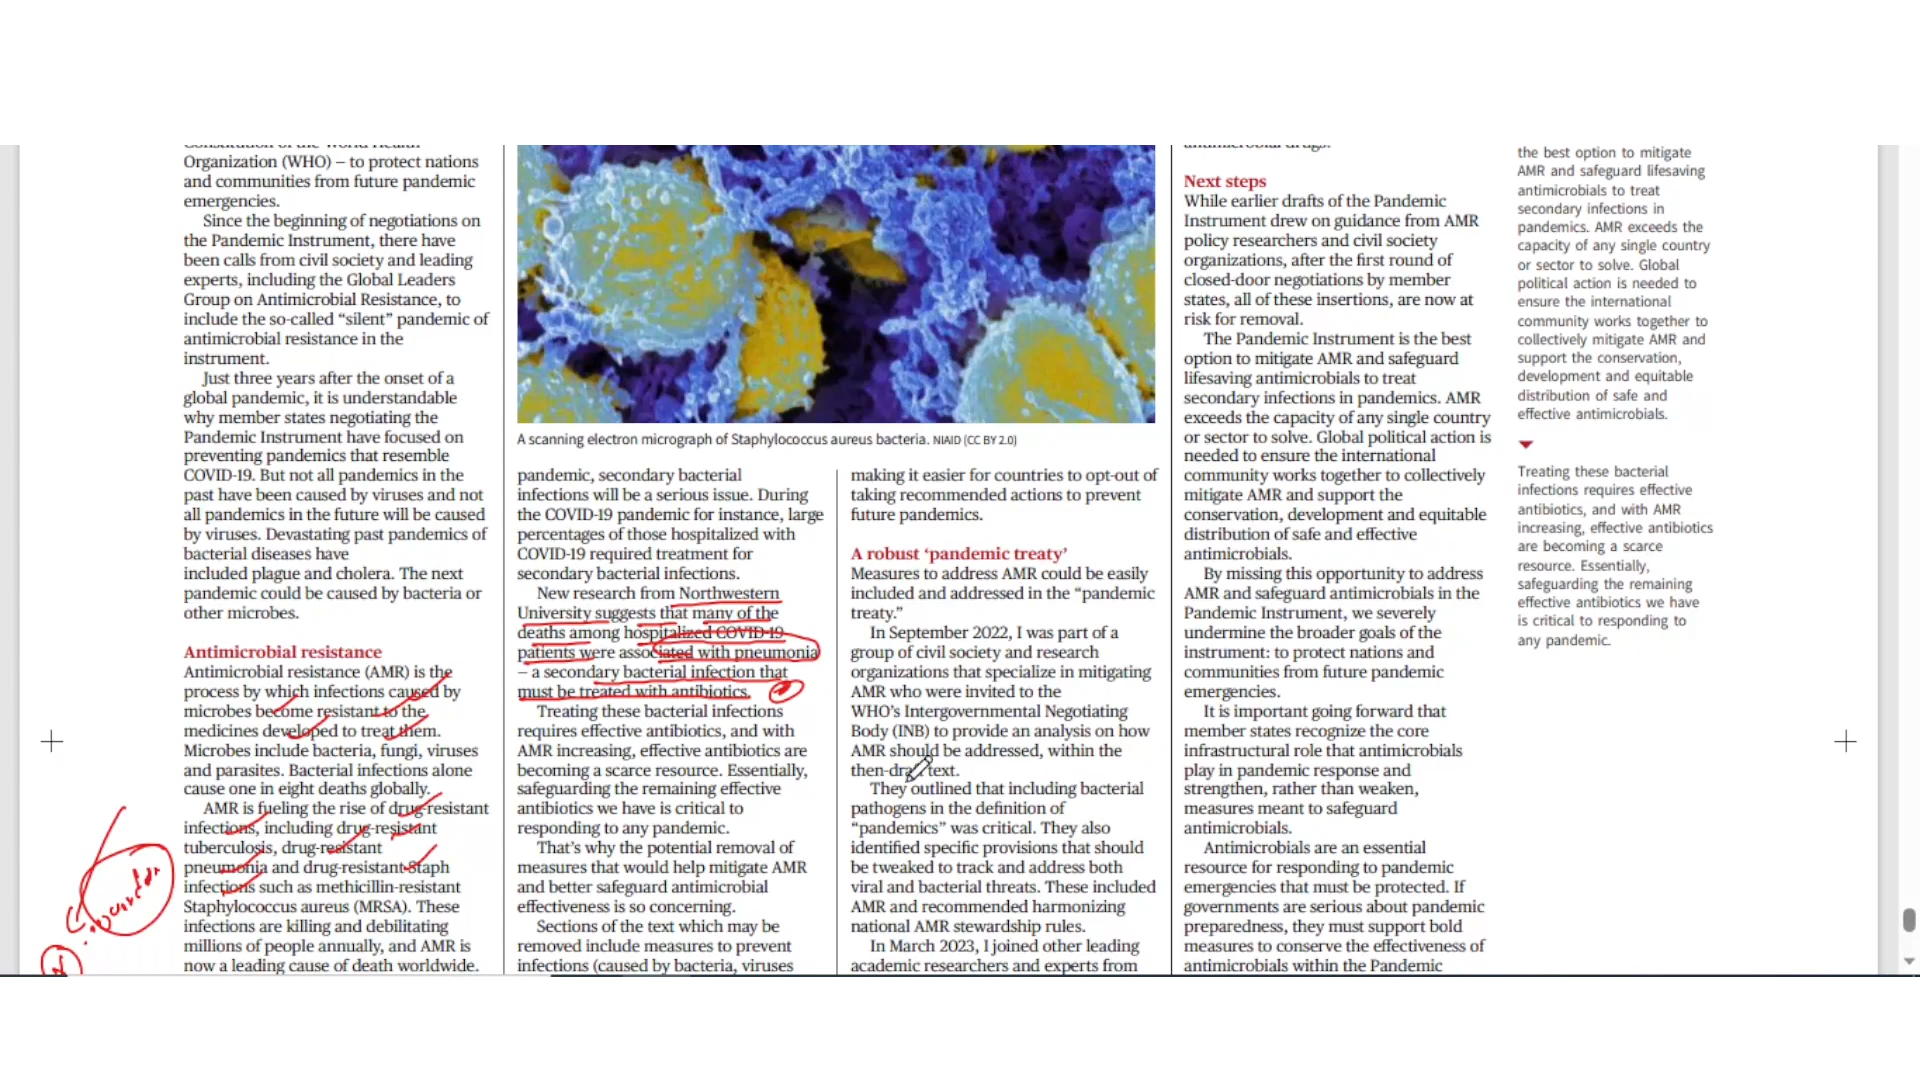 Organization (WHO) – to protect nations
and communities from future pandemic
emergencies.
Since the beginning of negotiations on
the Pandemic Instrument, there have
been calls from civil society and leading
experts, including the Global Leaders
Group on Antimicrobial Resistance, to
include the so-called “silent” pandemic of
antimicrobial resistance in the
instrument.
Just three years after the onset of a
global pandemic, it is understandable
why member states negotiating the
Pandemic Instrument have focused on
preventing pandemics that resemble
COVID-19. But not all pandemics in the
past have been caused by viruses and not
all pandemics in the future will be caused
by viruses. Devastating past pandemics of
bacterial diseases have
included plague and cholera. The next
pandemic could be caused by bacteria or
other microbes.
Antimicrobial resistance
Antimicrobial resistance (AMR) is the
process by which infections caused by
microbes become resistant to the
medicines developed to treat them.
Microbes include bacteria, fungi, viruses
and parasites. Bacterial infections alone
cause one in eight deaths globally.
AMR is fueling the rise of drug-resistant
infections, including drug-resistant
tuberculosis, drug-resistant
pneumonia and drug-resistant Staph
infections such as methicillin-resistant
Staphylococcus aureus (MRSA). These
infections are killing and debilitating
millions of people annually, and AMR is
now a leading cause of death worldwide.
A scanning electron micrograph of Staphylococcus aureus bacteria. NIAID (CC BY 2.0)
pandemic, secondary bacterial
infections will be a serious issue. During
the COVID-19 pandemic for instance, large
percentages of those hospitalized with
COVID-19 required treatment for
secondary bacterial infections.
New research from Northwestern
University suggests that many of the
deaths among hospitalized COVID-19
patients were associated with pneumonia
– a secondary bacterial infection that
must be treated with antibiotics.
Treating these bacterial infections
requires effective antibiotics, and with
AMR increasing, effective antibiotics are
becoming a scarce resource. Essentially,
safeguarding the remaining effective
antibiotics we have is critical to
responding to any pandemic.
That’s why the potential removal of
measures that would help mitigate AMR
and better safeguard antimicrobial
effectiveness is so concerning.
Sections of the text which may be
removed include measures to prevent
infections (caused by bacteria, viruses
making it easier for countries to opt-out of
taking recommended actions to prevent
future pandemics.
A robust ‘pandemic treaty’
Measures to address AMR could be easily
included and addressed in the “pandemic
treaty.”
In September 2022, I was part of a
group of civil society and research
organizations that specialize in mitigating
AMR who were invited to the
WHO’s Intergovernmental Negotiating
Body (INB) to provide an analysis on how
AMR should be addressed, within the
then-draft text.
They outlined that including bacterial
pathogens in the definition of
“pandemics” was critical. They also
identified specific provisions that should
be tweaked to track and address both
viral and bacterial threats. These included
AMR and recommended harmonizing
national AMR stewardship rules.
In March 2023, I joined other leading
academic researchers and experts from
Next steps
While earlier drafts of the Pandemic
Instrument drew on guidance from AMR
policy researchers and civil society
organizations, after the first round of
closed-door negotiations by member
states, all of these insertions, are now at
risk for removal.
The Pandemic Instrument is the best
option to mitigate AMR and safeguard
lifesaving antimicrobials to treat
secondary infections in pandemics. AMR
exceeds the capacity of any single country
or sector to solve. Global political action is
needed to ensure the international
community works together to collectively
mitigate AMR and support the
conservation, development and equitable
distribution of safe and effective
antimicrobials.
By missing this opportunity to address
AMR and safeguard antimicrobials in the
Pandemic Instrument, we severely
undermine the broader goals of the
instrument: to protect nations and
communities from future pandemic
emergencies.
It is important going forward that
member states recognize the core
infrastructural role that antimicrobials
play in pandemic response and
strengthen, rather than weaken,
measures meant to safeguard
antimicrobials.
Antimicrobials are an essential
resource for responding to pandemic
emergencies that must be protected. If
governments are serious about pandemic
preparedness, they must support bold
measures to conserve the effectiveness of
antimicrobials within the Pandemic
the best option to mitigate
AMR and safeguard lifesaving
antimicrobials to treat
secondary infections in
pandemics. AMR exceeds the
capacity of any single country
or sector to solve. Global
political action is needed to
ensure the international
community works together to
collectively mitigate AMR and
support the conservation,
development and equitable
distribution of safe and
effective antimicrobials.
Treating these bacterial
infections requires effective
antibiotics, and with AMR
increasing, effective antibiotics
are becoming a scarce
resource. Essentially,
safeguarding the remaining
effective antibiotics we have
is critical to responding to
any pandemic.